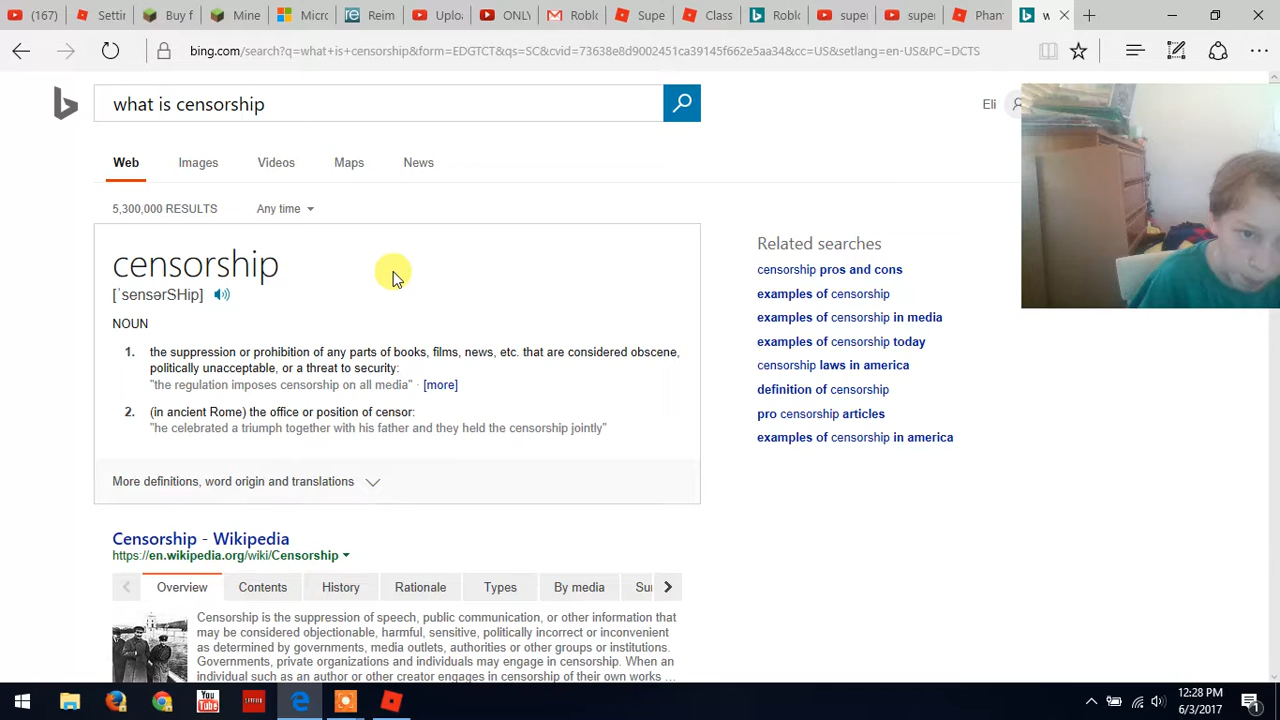 (167) Settin Buy f Mine Micr Reim Uploa ONLY Roblo Supe Class Roblo super super Phant w
bing.com/search?q=what+is+censorship&form=EDGTCT&qs=SC&cvid=73638e8d9002451ca39145f662e5aa34&cc=US&setlang=en-US&PC=DCTS
what is censorship
Eli
Web Images Videos Maps News
5,300,000 RESULTS Any time
censorship
[ˈsensərSHip]
NOUN
1. the suppression or prohibition of any parts of books, films, news, etc. that are considered obscene,
politically unacceptable, or a threat to security:
"the regulation imposes censorship on all media" · [more]
2. (in ancient Rome) the office or position of censor:
"he celebrated a triumph together with his father and they held the censorship jointly"
More definitions, word origin and translations
Related searches
censorship pros and cons
examples of censorship
examples of censorship in media
examples of censorship today
censorship laws in america
definition of censorship
pro censorship articles
examples of censorship in america
Censorship - Wikipedia
https://en.wikipedia.org/wiki/Censorship
Overview Contents History Rationale Types By media Su
Censorship is the suppression of speech, public communication, or other information that
may be considered objectionable, harmful, sensitive, politically incorrect or inconvenient
as determined by governments, media outlets, authorities or other groups or institutions.
Governments, private organizations and individuals may engage in censorship. When an
individual such as an author or other creator engages in censorship of their own works ...
You
Tube
12:28 PM
6/3/2017
1